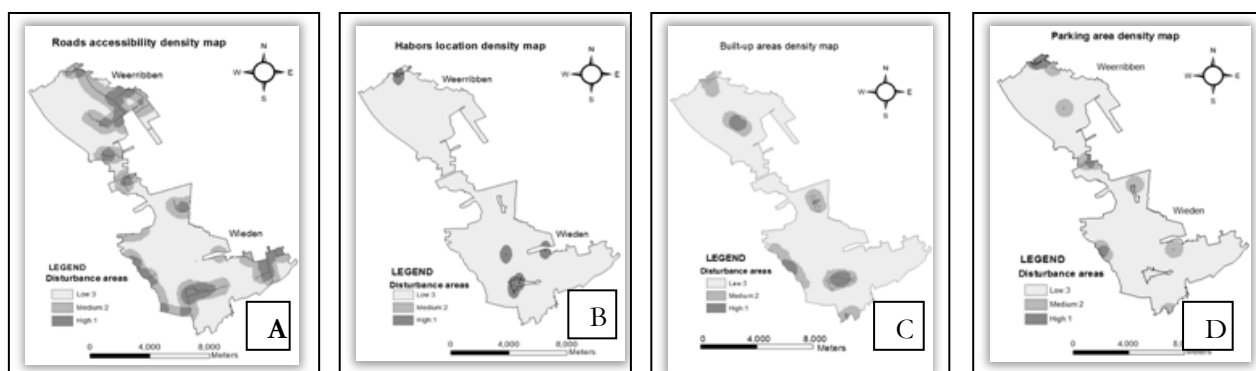 Roads accessibility density map
N
W
E
S
Weerribben
Wieden
LEGEND
Disturbance areas
Low:3
Medium:2
High:1
0 4,000 8,000
Meters
A
Habors location density map
N
W
E
S
Weerribben
Wieden
LEGEND
Disturbance areas
Low:3
Medium:2
High:1
0 4,000 8,000
Meters
B
Built-up areas density map
N
W
E
S
LEGEND
Disturbance areas
Low:3
Medium:2
High:1
0 4,000 8,000
Meters
C
Parking area density map
N
W
E
S
Weerribben
Wieden
LEGEND
Disturbance areas
Low:3
Medium:2
High:1
0 4,000 8,000
Meters
D